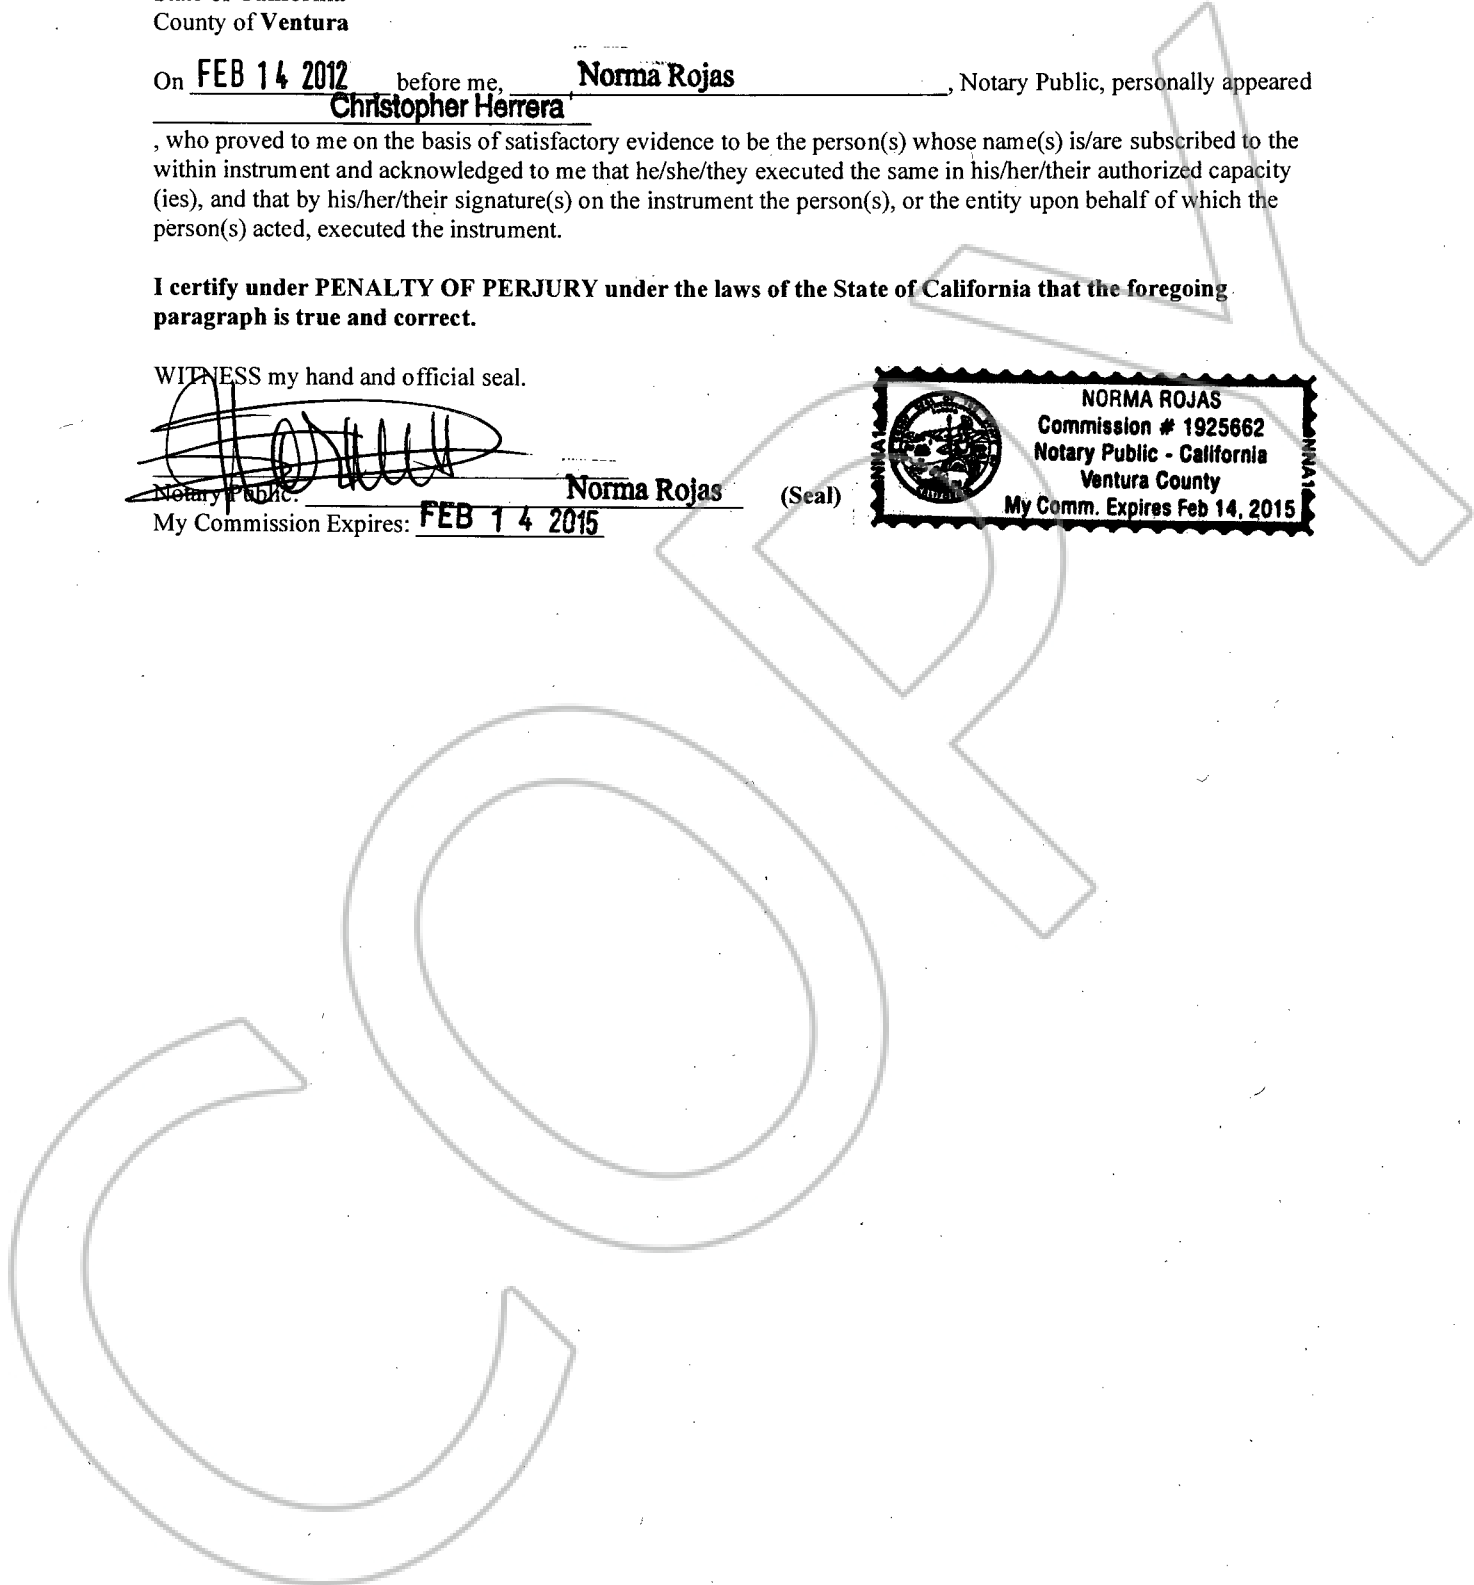 County of Ventura
On FEB 14 2012 before me, Norma Rojas, Notary Public, personally appeared
Christopher Herrera
, who proved to me on the basis of satisfactory evidence to be the person(s) whose name(s) is/are subscribed to the
within instrument and acknowledged to me that he/she/they executed the same in his/her/their authorized capacity
(ies), and that by his/her/their signature(s) on the instrument the person(s), or the entity upon behalf of which the
person(s) acted, executed the instrument.
I certify under PENALTY OF PERJURY under the laws of the State of California that the foregoing
paragraph is true and correct.
WITNESS my hand and official seal.
Notary Public: Norma Rojas (Seal)
My Commission Expires: FEB 14 2015
NORMA ROJAS
Commission # 1925662
Notary Public - California
Ventura County
My Comm. Expires Feb 14, 2015
NNA1
NNA1
COPY